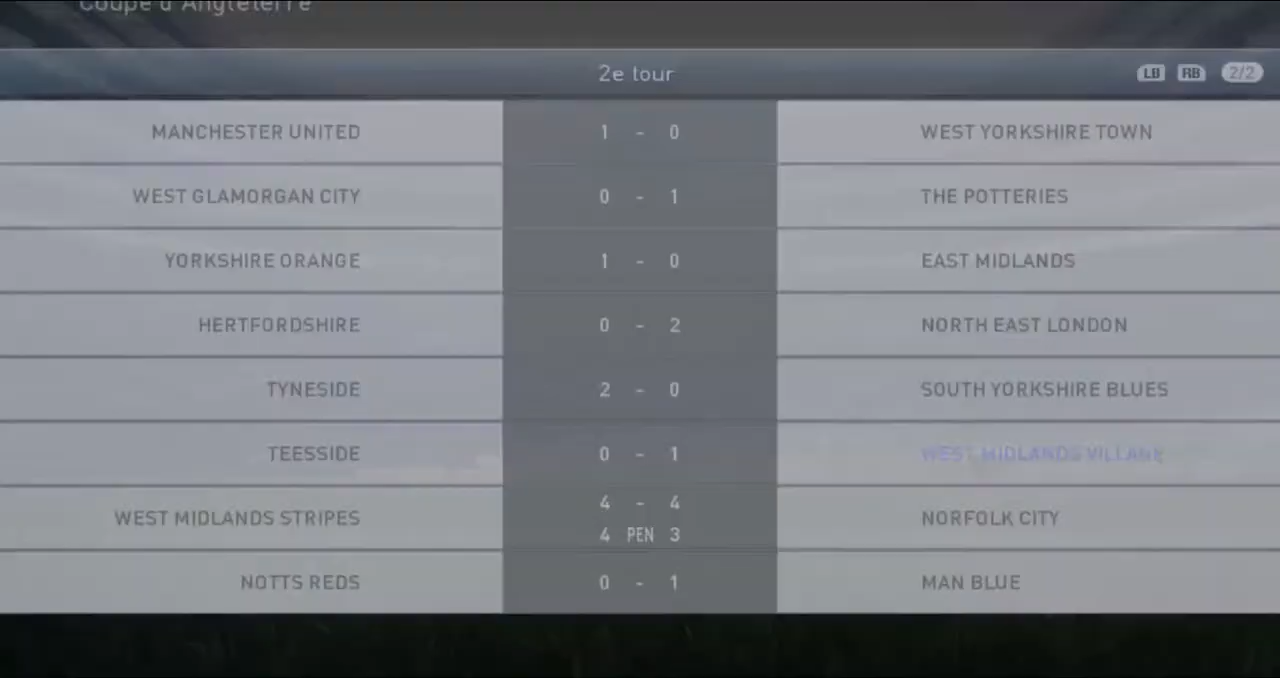 Coupe d'Angleterre
2e tour LB RB 2/2
MANCHESTER UNITED 1 - 0 WEST YORKSHIRE TOWN
WEST GLAMORGAN CITY 0 - 1 THE POTTERIES
YORKSHIRE ORANGE 1 - 0 EAST MIDLANDS
HERTFORDSHIRE 0 - 2 NORTH EAST LONDON
TYNESIDE 2 - 0 SOUTH YORKSHIRE BLUES
TEESSIDE 0 - 1 WEST MIDLANDS VILLAGE
WEST MIDLANDS STRIPES 4 - 4 NORFOLK CITY
4 PEN 3
NOTTS REDS 0 - 1 MAN BLUE